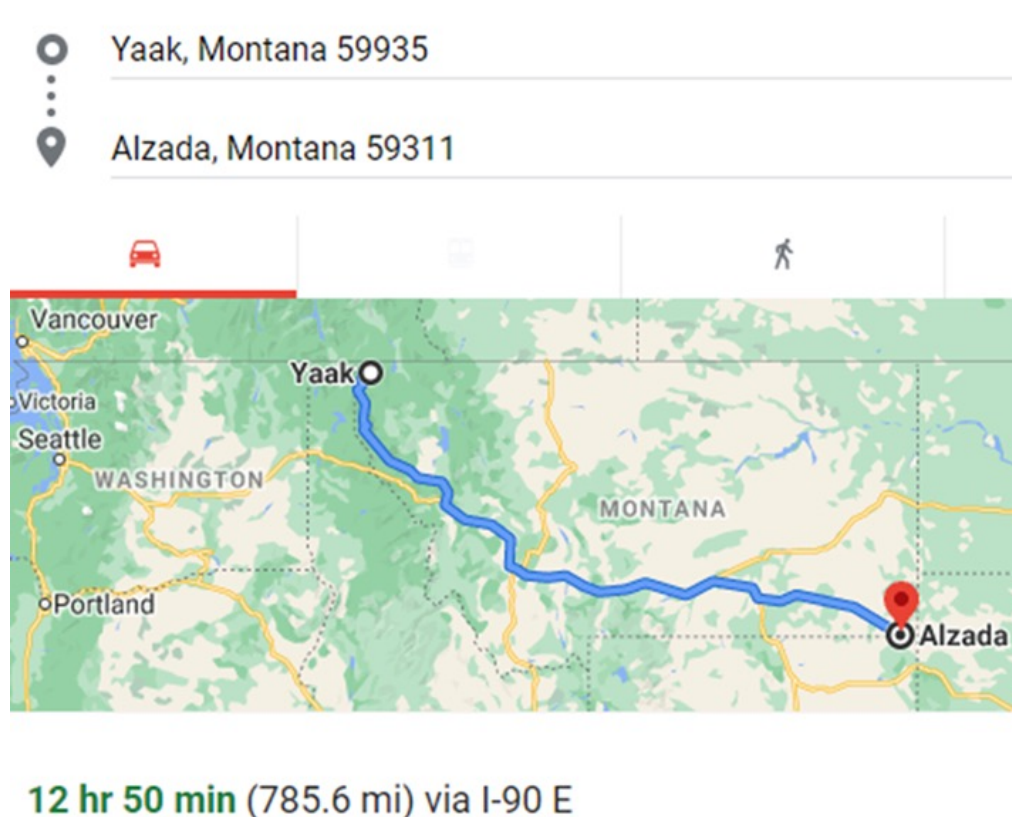 Yaak, Montana 59935
Alzada, Montana 59311
Vancouver
Yaak
Victoria
Seattle
WASHINGTON
MONTANA
Portland
Alzada
12 hr 50 min (785.6 mi) via I-90 E